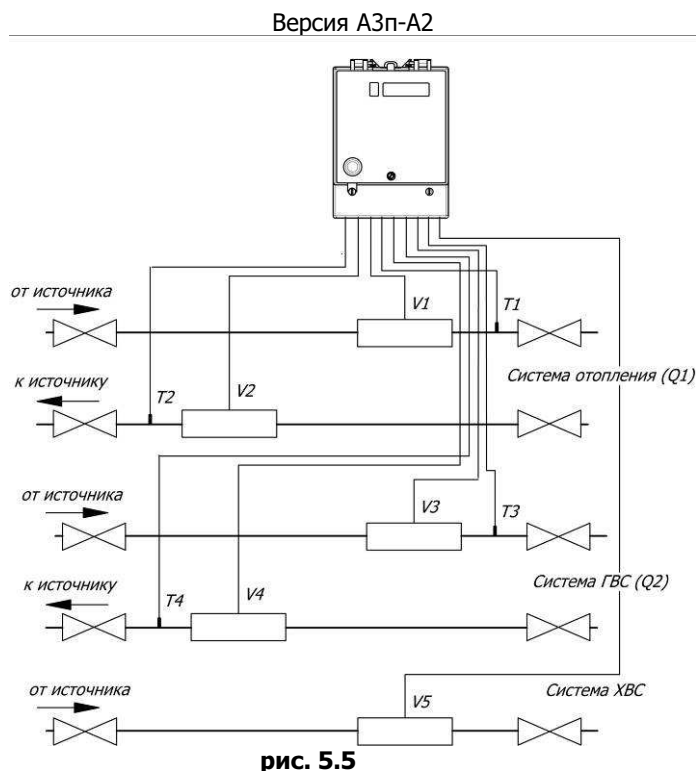 Версия А3п-А2
от источника
V1
T1
к источнику
T2
V2
Система отопления (Q1)
от источника
V3
T3
к источнику
T4
V4
Система ГВС (Q2)
от источника
V5
Система ХВС
рис. 5.5